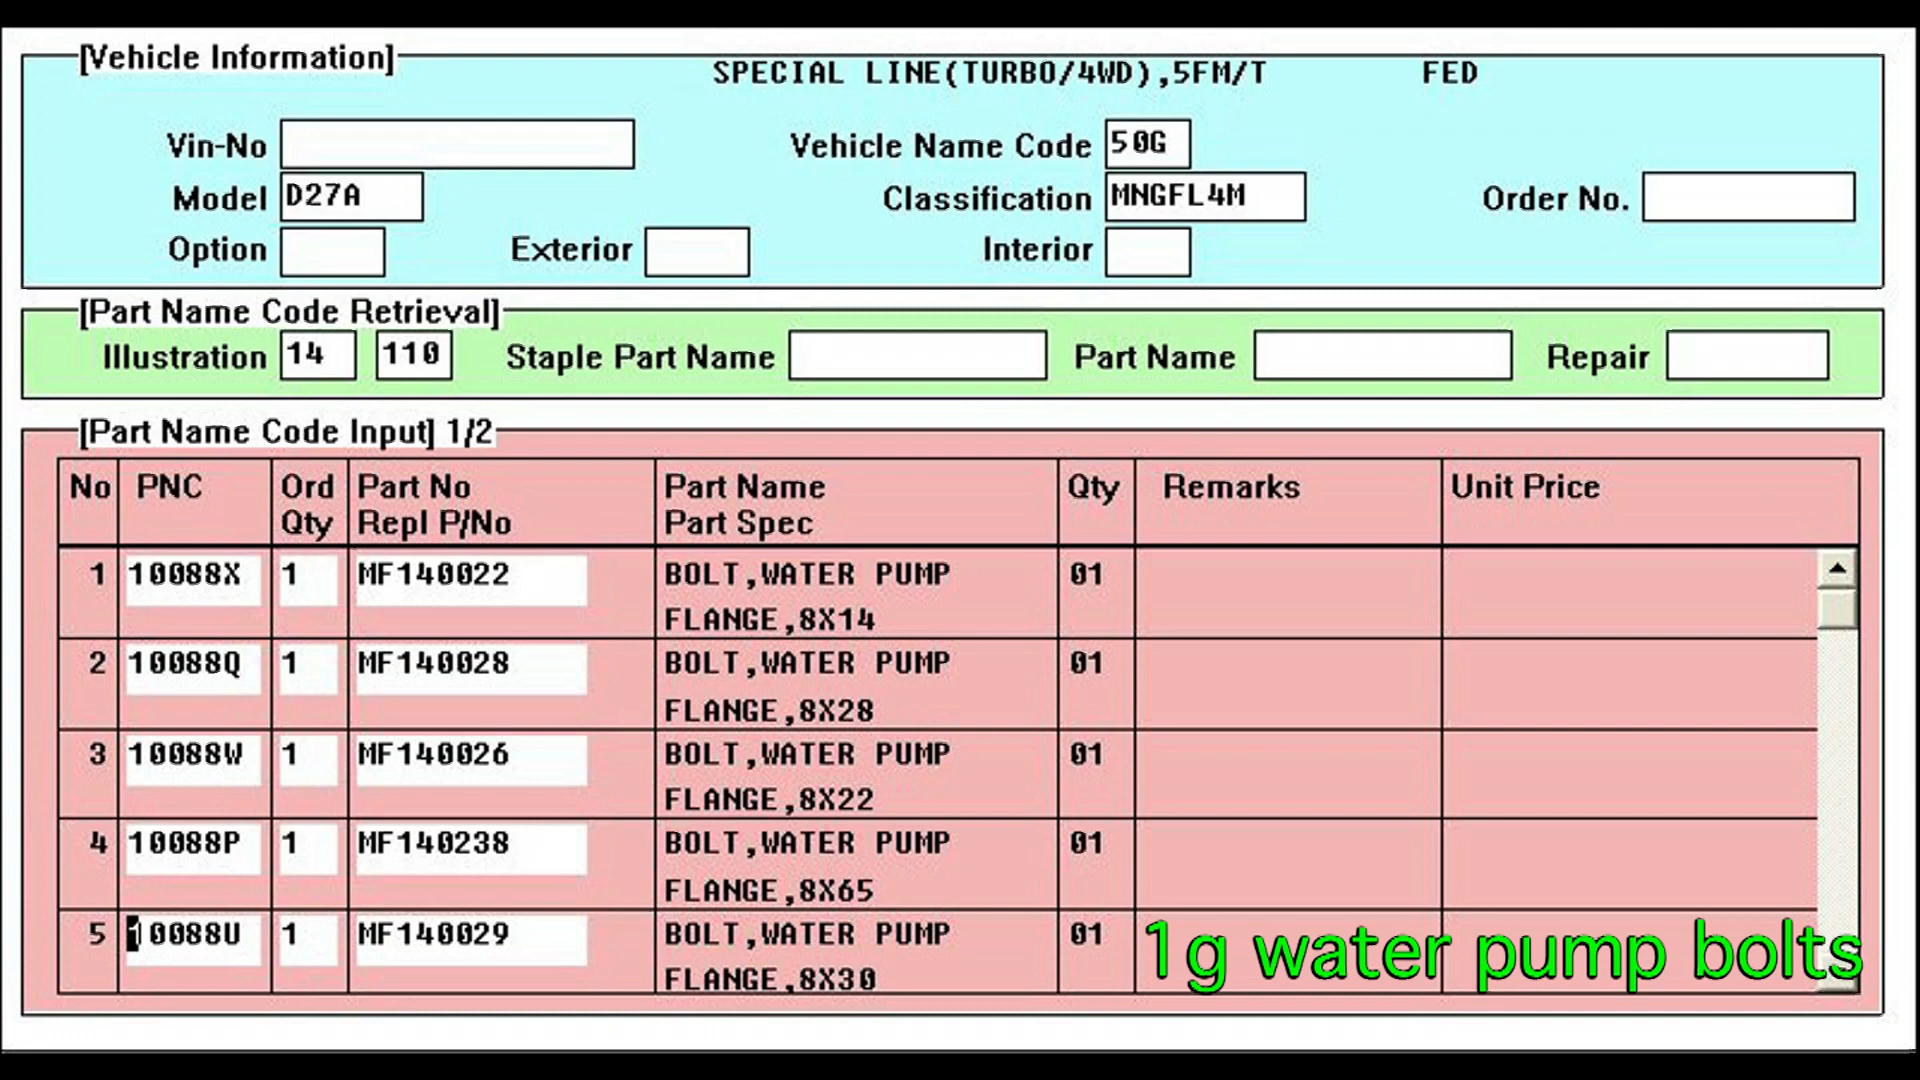 [Vehicle Information]
SPECIAL LINE(TURBO/4WD),5FM/T FED
Vin-No Vehicle Name Code 50G
Model D27A Classification MNGFL4M Order No.
Option Exterior Interior
[Part Name Code Retrieval]
Illustration 14 110 Staple Part Name Part Name Repair
[Part Name Code Input] 1/2
No PNC Ord Part No Part Name Qty Remarks Unit Price
Qty Repl P/No Part Spec
1 10088X 1 MF140022 BOLT,WATER PUMP 01
FLANGE,8X14
2 10088Q 1 MF140028 BOLT,WATER PUMP 01
FLANGE,8X28
3 10088W 1 MF140026 BOLT,WATER PUMP 01
FLANGE,8X22
4 10088P 1 MF140238 BOLT,WATER PUMP 01
FLANGE,8X65
5 10088U 1 MF140029 BOLT,WATER PUMP 01
FLANGE,8X30
1g water pump bolts